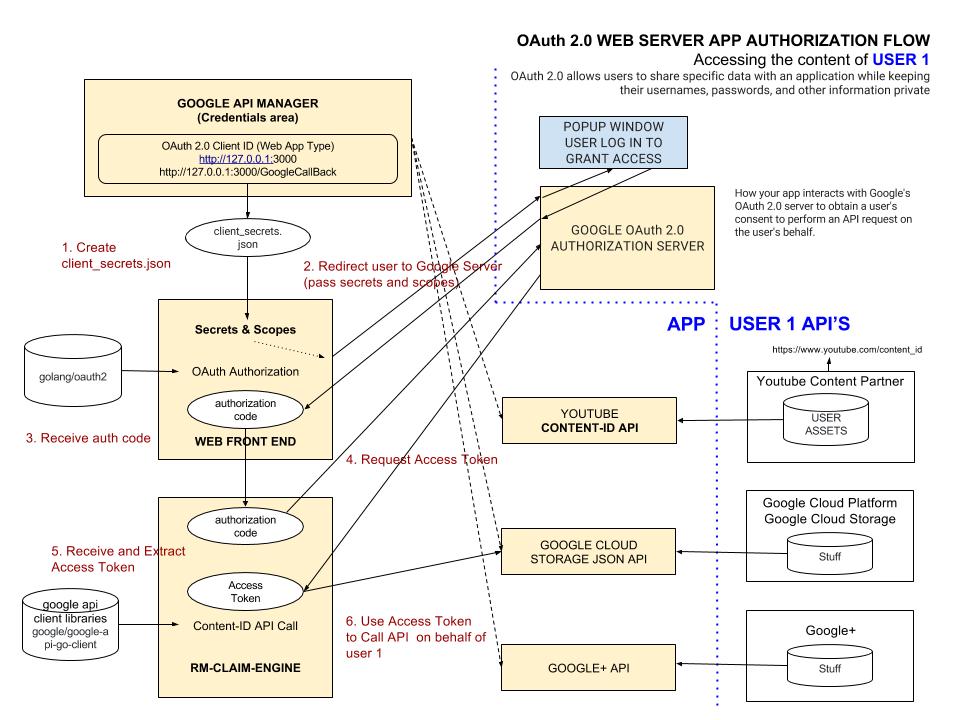 OAuth 2.0 WEB SERVER APP AUTHORIZATION FLOW
Accessing the content of USER 1
OAuth 2.0 allows users to share specific data with an application while keeping
their usernames, passwords, and other information private
GOOGLE API MANAGER
(Credentials area)
OAuth 2.0 Client ID (Web App Type)
http://127.0.0.1:3000
http://127.0.0.1:3000/GoogleCallBack
POPUP WINDOW
USER LOG IN TO
GRANT ACCESS
How your app interacts with Google's
OAuth 2.0 server to obtain a user's
consent to perform an API request on
the user's behalf.
GOOGLE OAuth 2.0
AUTHORIZATION SERVER
client_secrets.
json
1. Create
client_secrets.json
2. Redirect user to Google Server
(pass secrets and scopes)
Secrets & Scopes
OAuth Authorization
authorization
code
WEB FRONT END
golang/oauth2
3. Receive auth code
4. Request Access Token
APP
USER 1 API'S
https://www.youtube.com/content_id
Youtube Content Partner
USER
ASSETS
YOUTUBE
CONTENT-ID API
authorization
code
5. Receive and Extract
Access Token
Access
Token
Content-ID API Call
RM-CLAIM-ENGINE
google api
client libraries
google/google-a
pi-go-client
6. Use Access Token
to Call API on behalf of
user 1
GOOGLE CLOUD
STORAGE JSON API
Google Cloud Platform
Google Cloud Storage
Stuff
GOOGLE+ API
Google+
Stuff